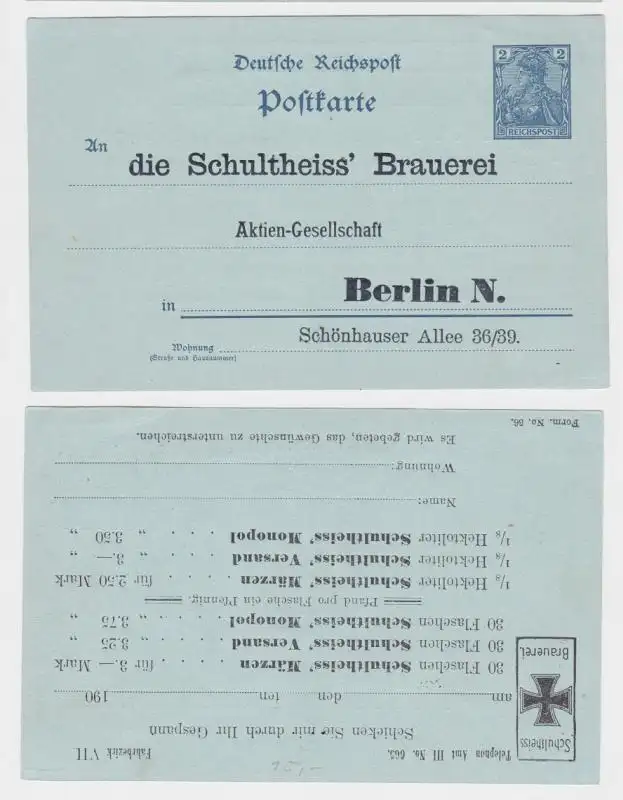 Deutsche Reichspost
Postkarte
2 2
REICHSPOST
An die Schultheiss' Brauerei
Aktien-Gesellschaft
in Berlin N.
Wohnung Schönhauser Allee 36/39.
(Straße und Hausnummer)
Telephon Amt III No. 665. Fahrbezirk VII.
15,-
Schultheiss
Brauerei.
Schicken Sie mir durch Ihr Gespann
am den ten 190
30 Flaschen Schultheiss' Märzen . . . . für 3.— Mark
30 Flaschen Schultheiss' Versand . . . . „ 3.25 „
30 Flaschen Schultheiss' Monopol . . . . „ 3.75 „
Pfand pro Flasche ein Pfennig.
1/8 Hektoliter Schultheiss' Märzen . . . . für 2.50 Mark
1/8 Hektoliter Schultheiss' Versand . . . . „ 3.— „
1/8 Hektoliter Schultheiss' Monopol . . . . „ 3.50 „
Name:
Wohnung:
Es wird gebeten, das Gewünschte zu unterstreichen.
Form. No. 56.